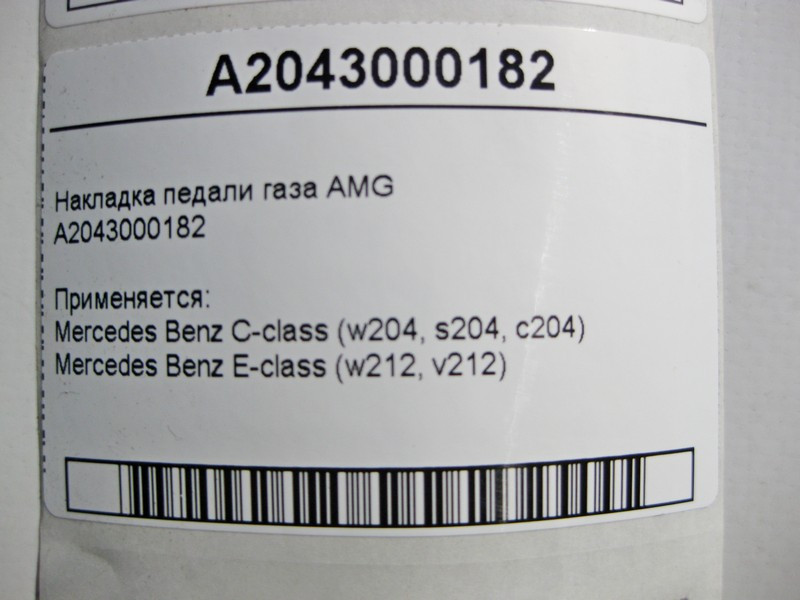 A2043000182
Накладка педали газа AMG
A2043000182
Применяется:
Mercedes Benz C-class (w204, s204, c204)
Mercedes Benz E-class (w212, v212)